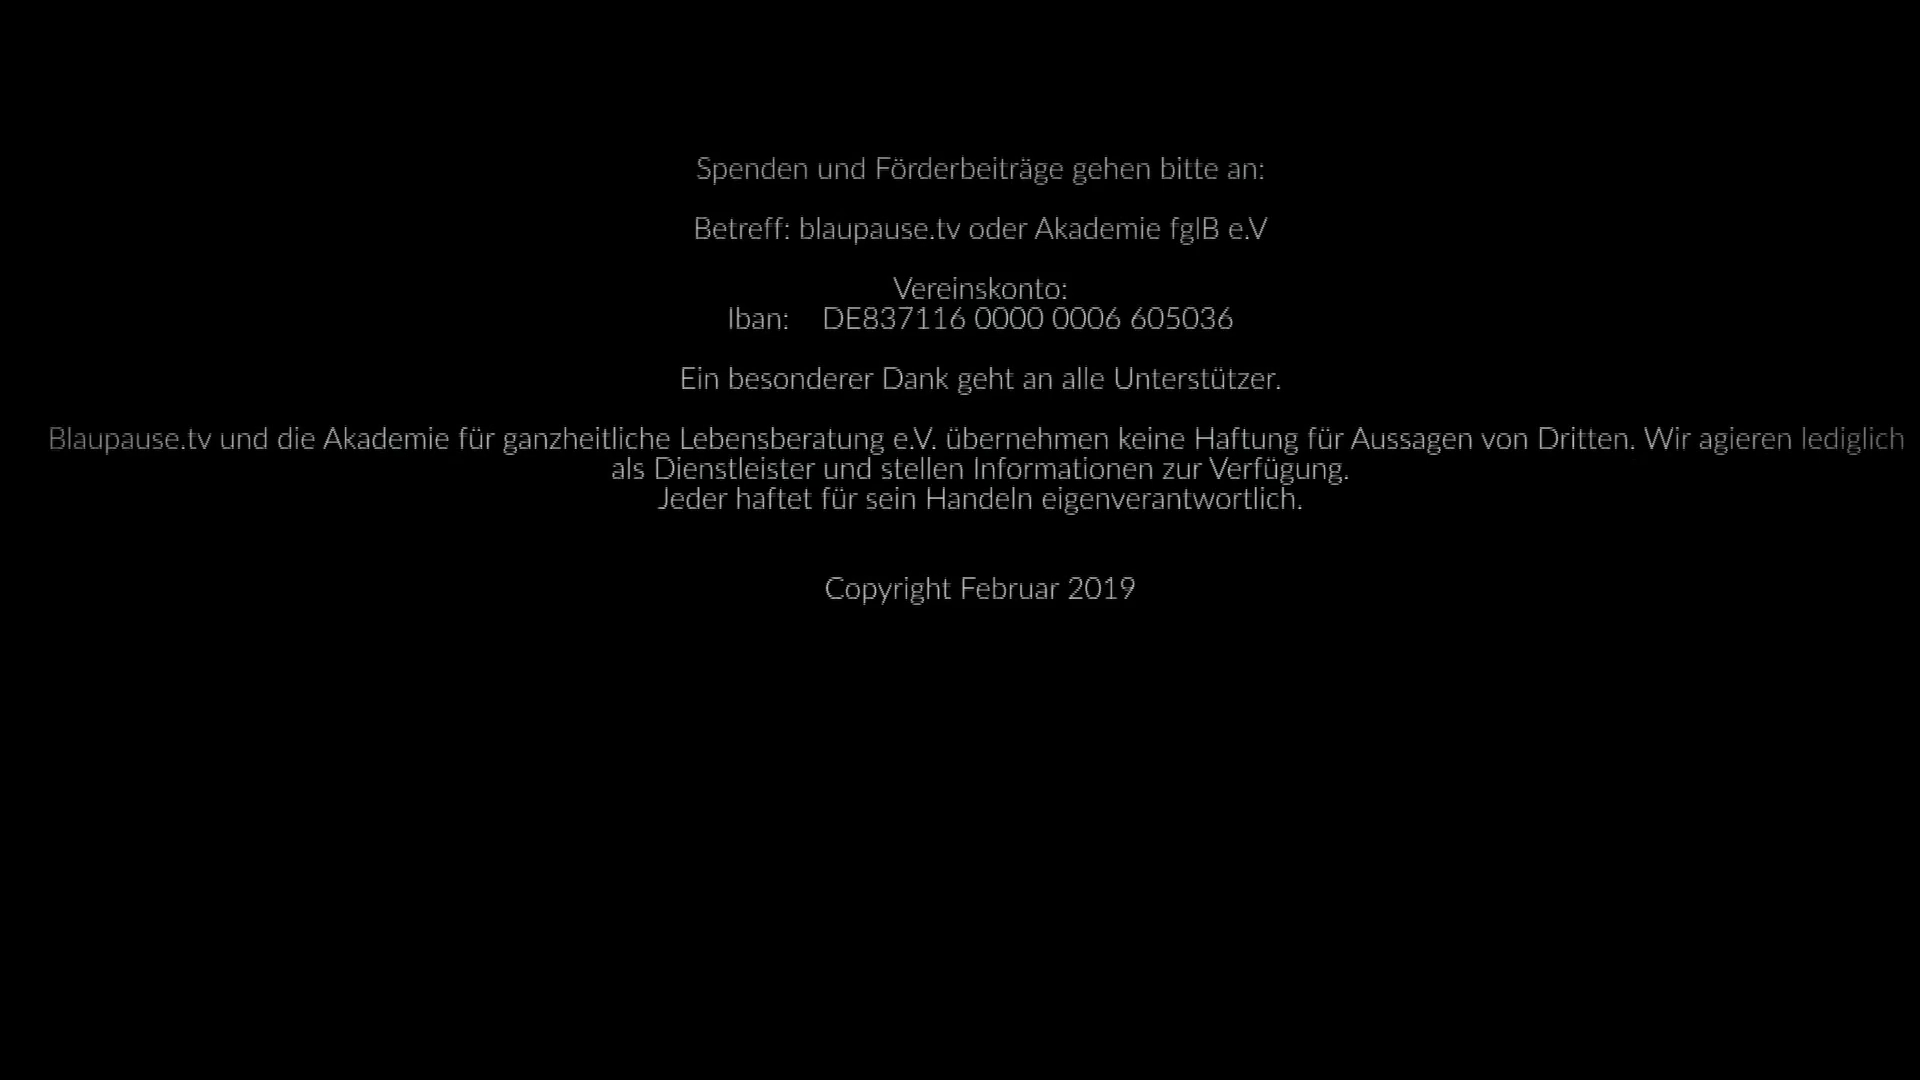 Spenden und Förderbeiträge gehen bitte an:
Betreff: blaupause.tv oder Akademie fglB e.V
Vereinskonto:
Iban: DE837116 0000 0006 605036
Ein besonderer Dank geht an alle Unterstützer.
Blaupause.tv und die Akademie für ganzheitliche Lebensberatung e.V. übernehmen keine Haftung für Aussagen von Dritten. Wir agieren lediglich
als Dienstleister und stellen Informationen zur Verfügung.
Jeder haftet für sein Handeln eigenverantwortlich.
Copyright Februar 2019